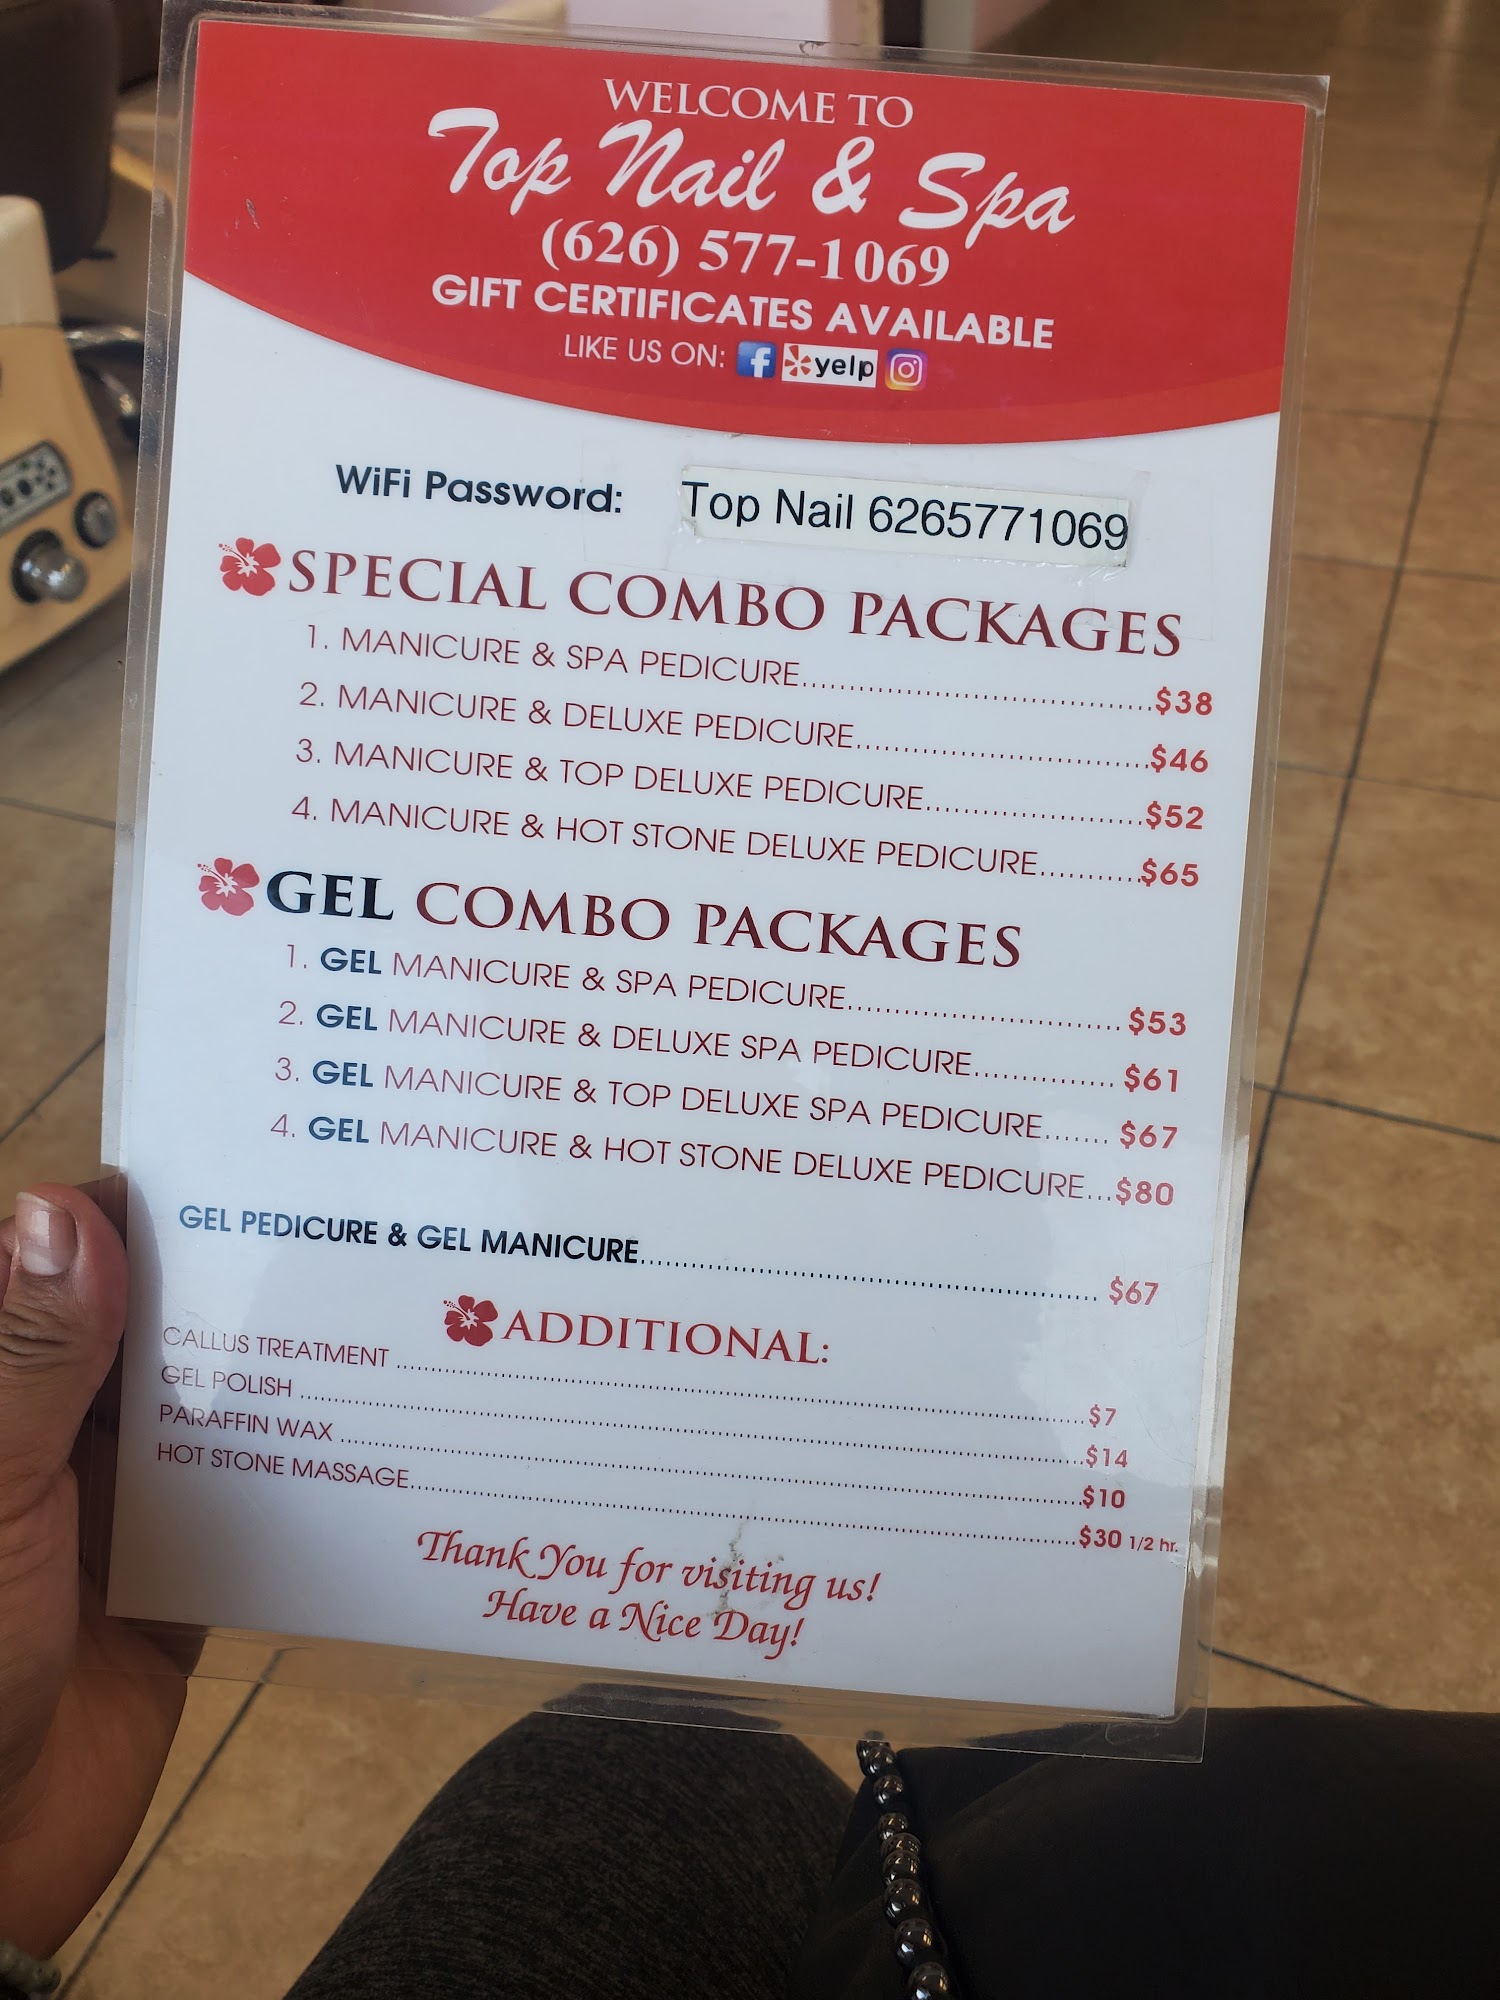 WELCOME TO
Top Nail & Spa
(626) 577-1069
GIFT CERTIFICATES AVAILABLE
LIKE US ON: f yelp
WiFi Password: Top Nail 6265771069
SPECIAL COMBO PACKAGES
1. MANICURE & SPA PEDICURE....................................$38
2. MANICURE & DELUXE PEDICURE..............................$46
3. MANICURE & TOP DELUXE PEDICURE......................$52
4. MANICURE & HOT STONE DELUXE PEDICURE...........$65
GEL COMBO PACKAGES
1. GEL MANICURE & SPA PEDICURE............................. $53
2. GEL MANICURE & DELUXE SPA PEDICURE............... $61
3. GEL MANICURE & TOP DELUXE SPA PEDICURE....... $67
4. GEL MANICURE & HOT STONE DELUXE PEDICURE...$80
GEL PEDICURE & GEL MANICURE...................................................... $67
ADDITIONAL:
CALLUS TREATMENT ....................................................................$7
GEL POLISH ....................................................................$14
PARAFFIN WAX ....................................................................$10
HOT STONE MASSAGE....................................................................$30 1/2 hr.
Thank You for visiting us!
Have a Nice Day!